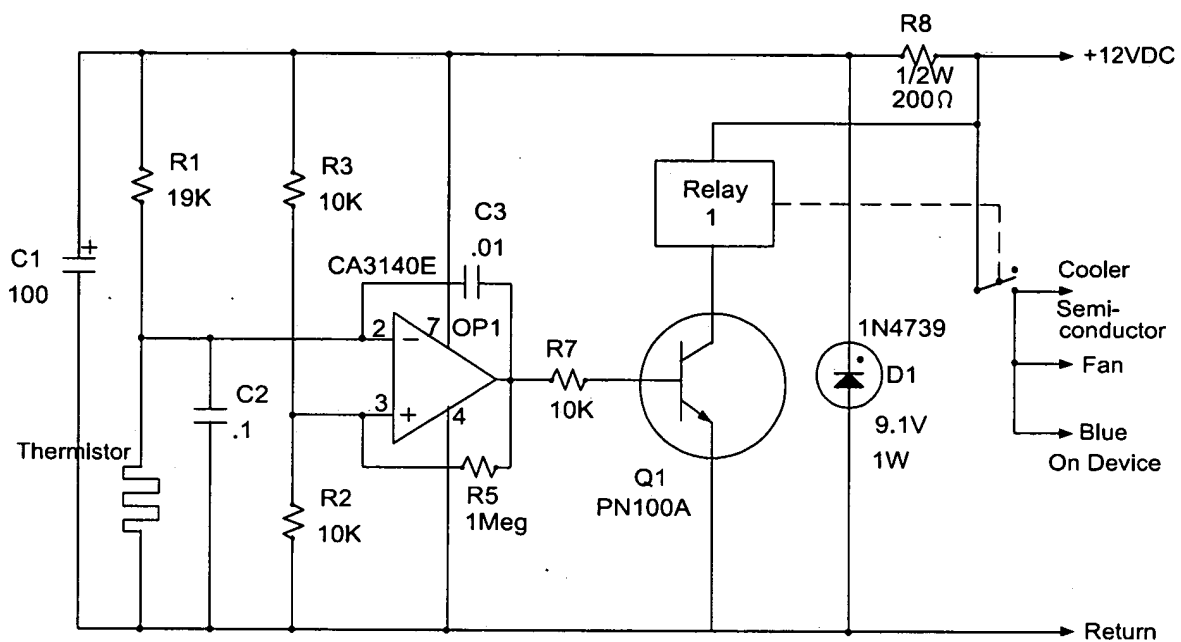 R8
+12VDC
1/2W
200Ω
R1
19K
R3
10K
Relay
1
C3
.01
C1
+
100
CA3140E
Cooler
Semi-
conductor
2
−
7
OP1
1N4739
R7
10K
D1
Fan
C2
.1
3
+
4
9.1V
1W
Blue
On Device
Thermistor
R5
1Meg
Q1
PN100A
R2
10K
Return